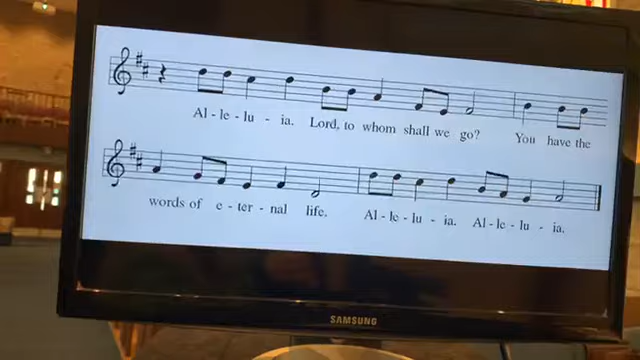 Al - le - lu - ia. Lord, to whom shall we go? You have the
words of e - ter - nal life. Al - le - lu - ia. Al - le - lu - ia.
SAMSUNG